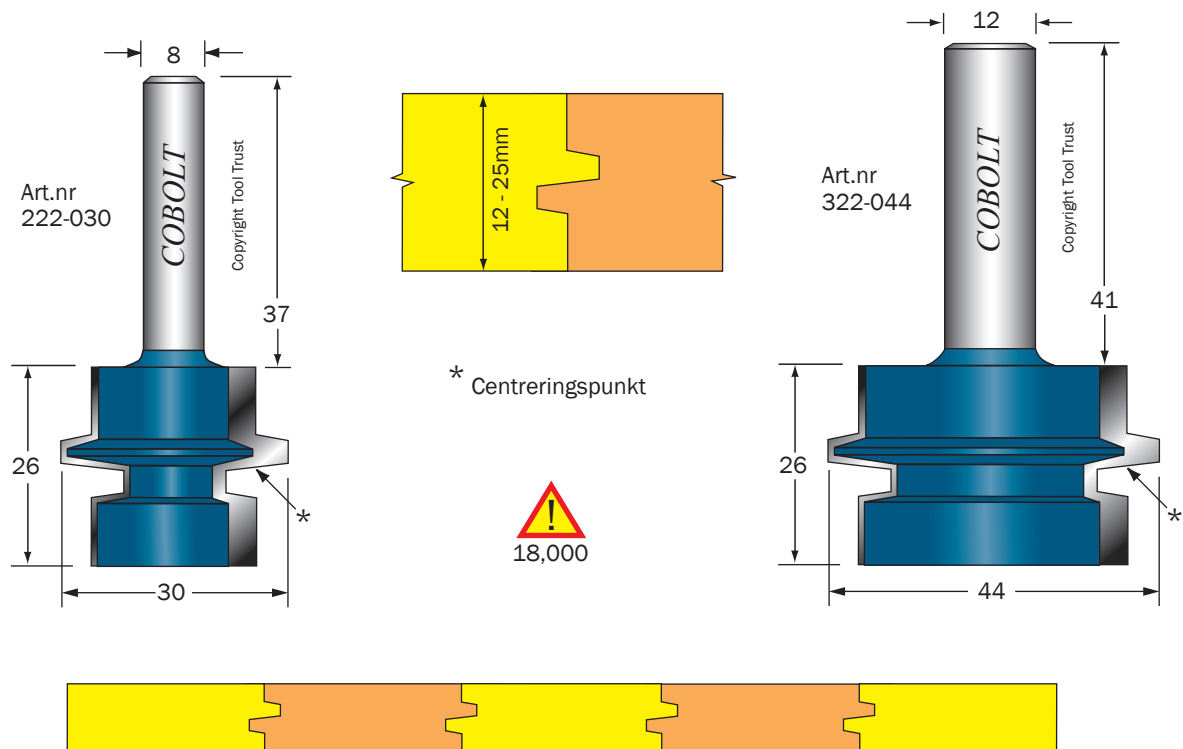 8
COBOLT
Copyright Tool Trust
Art.nr
222-030
37
26
*
30
12 - 25mm
* Centreringspunkt
!
18,000
12
COBOLT
Copyright Tool Trust
Art.nr
322-044
41
26
*
44